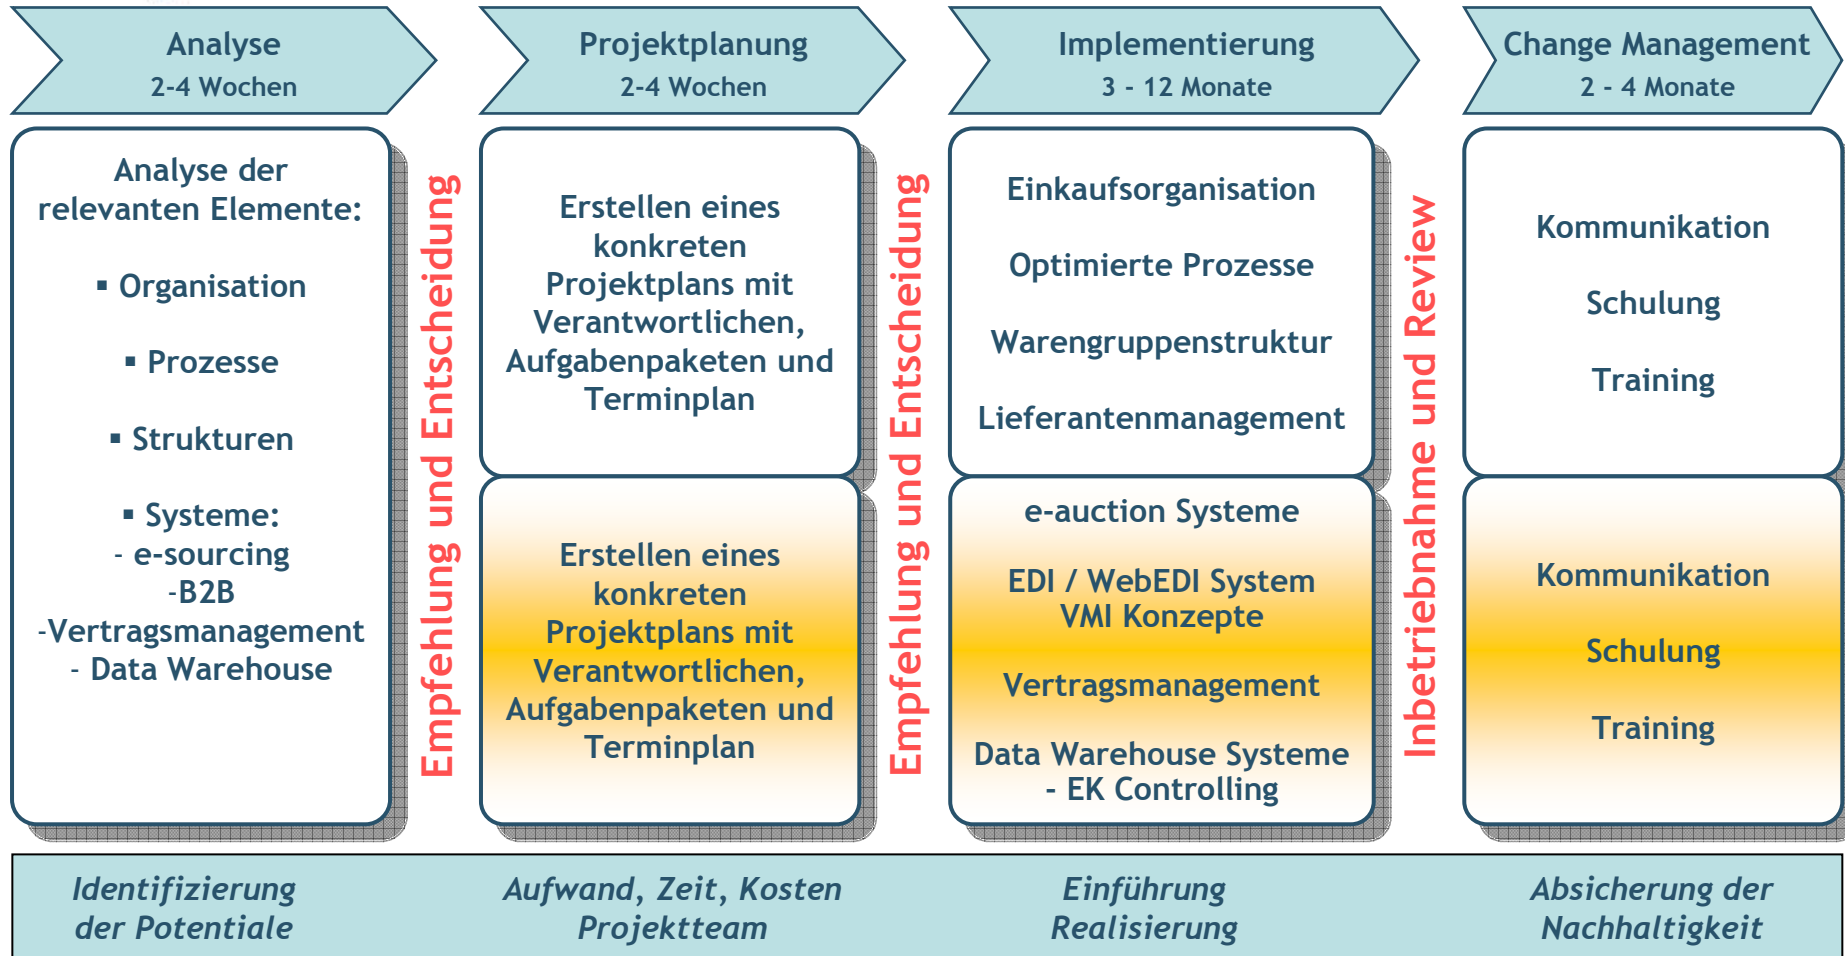 Analyse
2-4 Wochen
Projektplanung
2-4 Wochen
Implementierung
3 - 12 Monate
Change Management
2 - 4 Monate
Analyse der
relevanten Elemente:
▪ Organisation
▪ Prozesse
▪ Strukturen
▪ Systeme:
- e-sourcing
-B2B
-Vertragsmanagement
- Data Warehouse
Empfehlung und Entscheidung
Erstellen eines
konkreten
Projektplans mit
Verantwortlichen,
Aufgabenpaketen und
Terminplan
Erstellen eines
konkreten
Projektplans mit
Verantwortlichen,
Aufgabenpaketen und
Terminplan
Empfehlung und Entscheidung
Einkaufsorganisation
Optimierte Prozesse
Warengruppenstruktur
Lieferantenmanagement
e-auction Systeme
EDI / WebEDI System
VMI Konzepte
Vertragsmanagement
Data Warehouse Systeme
- EK Controlling
Inbetriebnahme und Review
Kommunikation
Schulung
Training
Kommunikation
Schulung
Training
Identifizierung
der Potentiale
Aufwand, Zeit, Kosten
Projektteam
Einführung
Realisierung
Absicherung der
Nachhaltigkeit